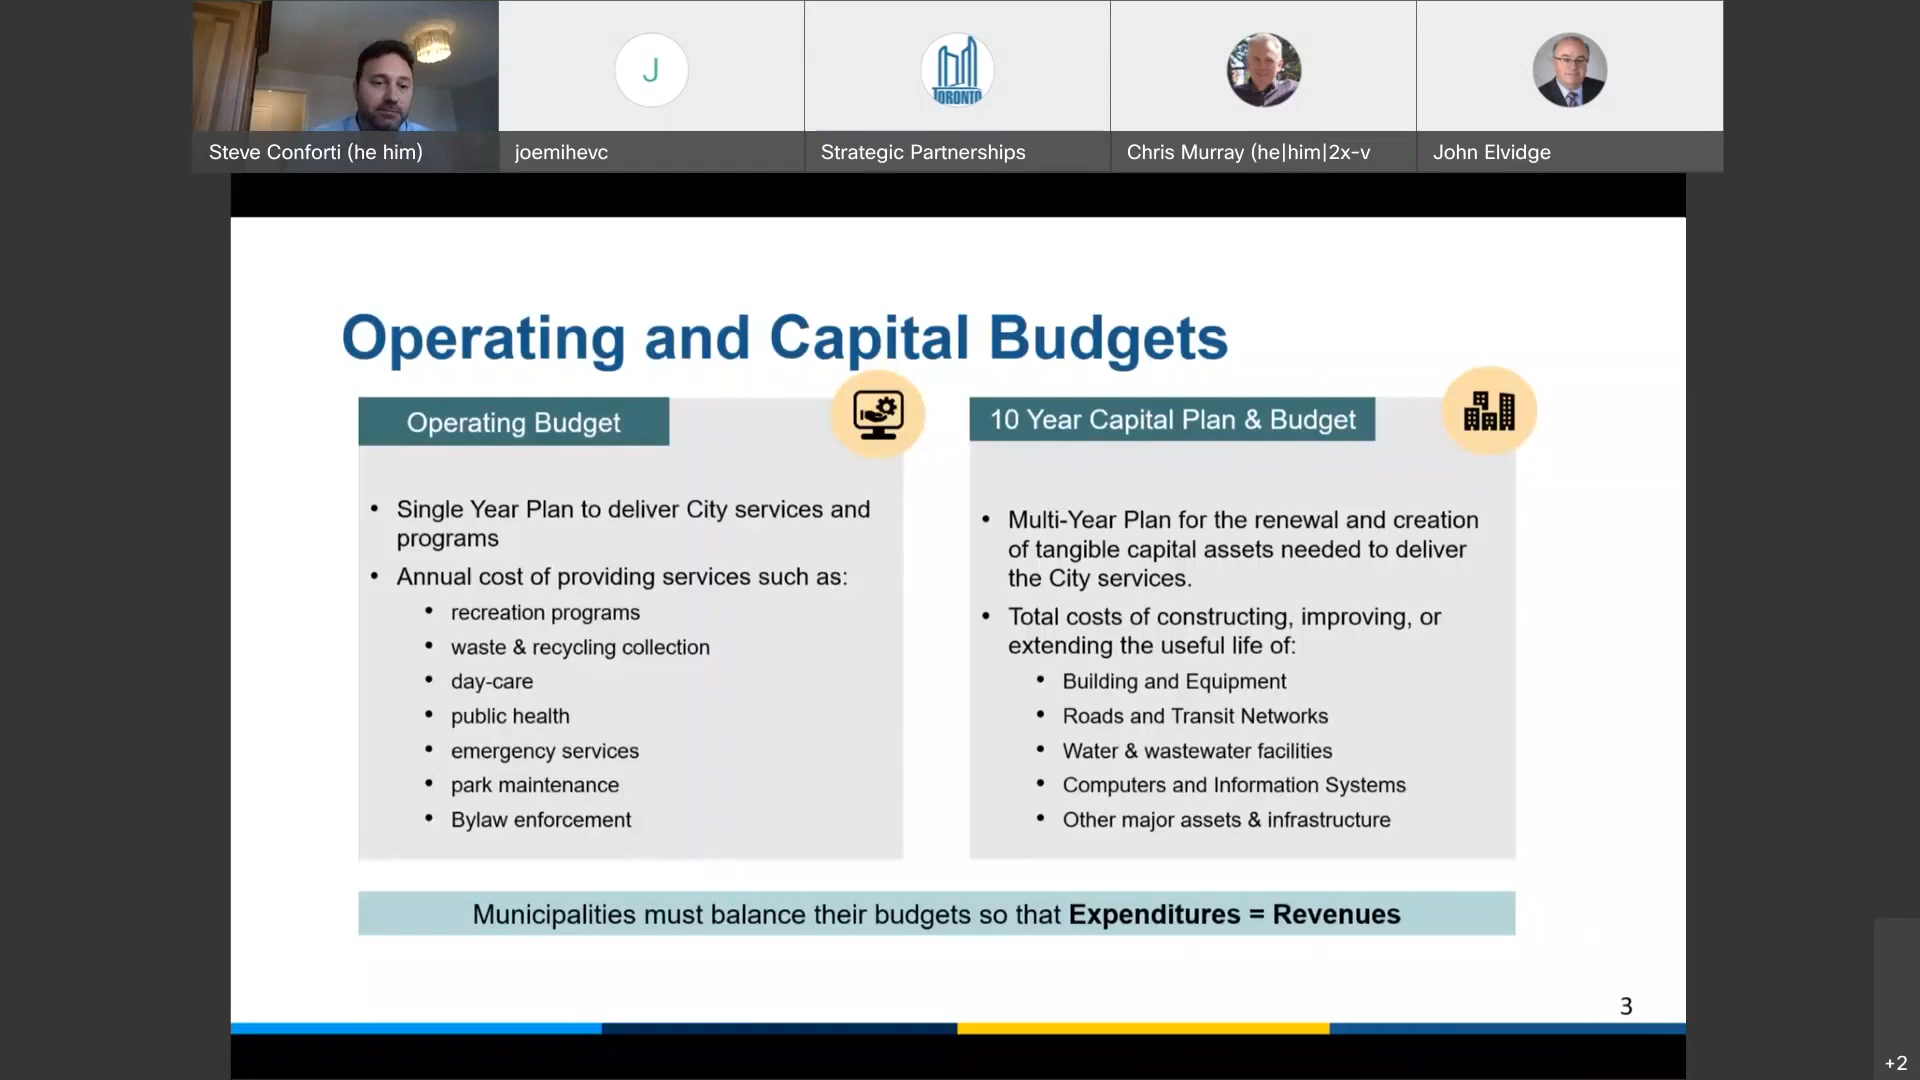 Steve Conforti (he him)
J
joemihevc
TORONTO
Strategic Partnerships
Chris Murray (he|him|2x-v
John Elvidge
Operating and Capital Budgets
Operating Budget
• Single Year Plan to deliver City services and
programs
• Annual cost of providing services such as:
• recreation programs
• waste & recycling collection
• day-care
• public health
• emergency services
• park maintenance
• Bylaw enforcement
10 Year Capital Plan & Budget
• Multi-Year Plan for the renewal and creation
of tangible capital assets needed to deliver
the City services.
• Total costs of constructing, improving, or
extending the useful life of:
• Building and Equipment
• Roads and Transit Networks
• Water & wastewater facilities
• Computers and Information Systems
• Other major assets & infrastructure
Municipalities must balance their budgets so that Expenditures = Revenues
3
+2